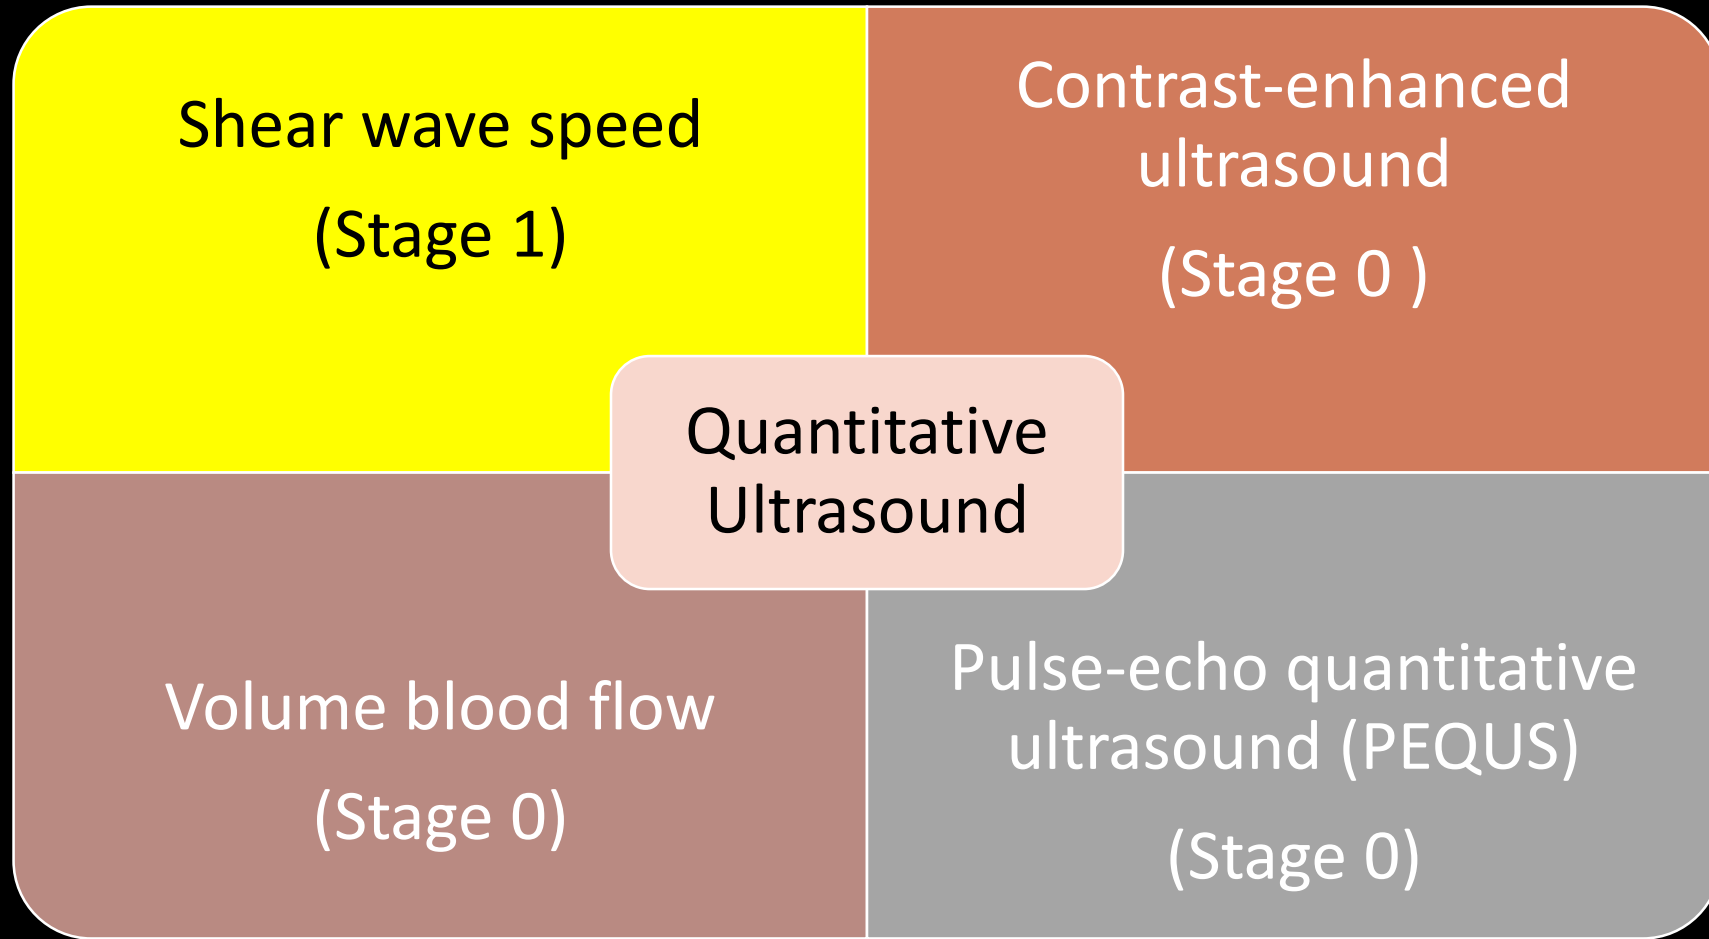 Shear wave speed
(Stage 1)
Contrast-enhanced
ultrasound
(Stage 0 )
Quantitative
Ultrasound
Volume blood flow
(Stage 0)
Pulse-echo quantitative
ultrasound (PEQUS)
(Stage 0)